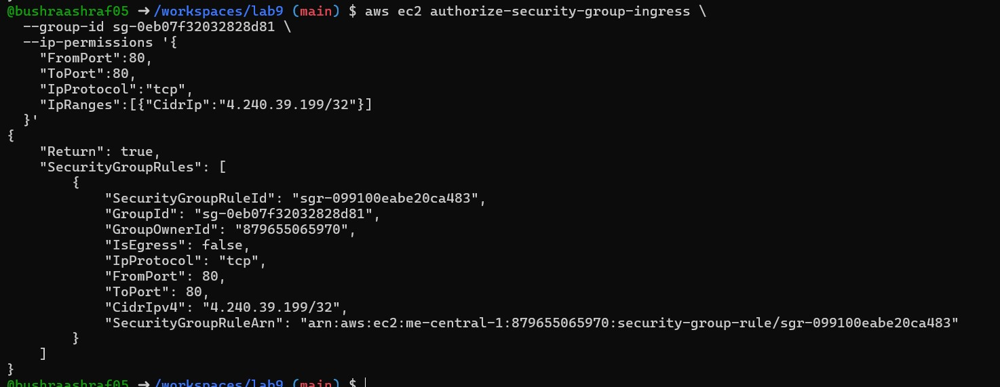 @bushraashraf05 ➜ /workspaces/lab9 (main) $ aws ec2 authorize-security-group-ingress \
  --group-id sg-0eb07f32032828d81 \
  --ip-permissions '{
    "FromPort":80,
    "ToPort":80,
    "IpProtocol":"tcp",
    "IpRanges":[{"CidrIp":"4.240.39.199/32"}]
  }'
{
    "Return": true,
    "SecurityGroupRules": [
        {
            "SecurityGroupRuleId": "sgr-099100eabe20ca483",
            "GroupId": "sg-0eb07f32032828d81",
            "GroupOwnerId": "879655065970",
            "IsEgress": false,
            "IpProtocol": "tcp",
            "FromPort": 80,
            "ToPort": 80,
            "CidrIpv4": "4.240.39.199/32",
            "SecurityGroupRuleArn": "arn:aws:ec2:me-central-1:879655065970:security-group-rule/sgr-099100eabe20ca483"
        }
    ]
}
@bushraashraf05 ➜ /workspaces/lab9 (main) $